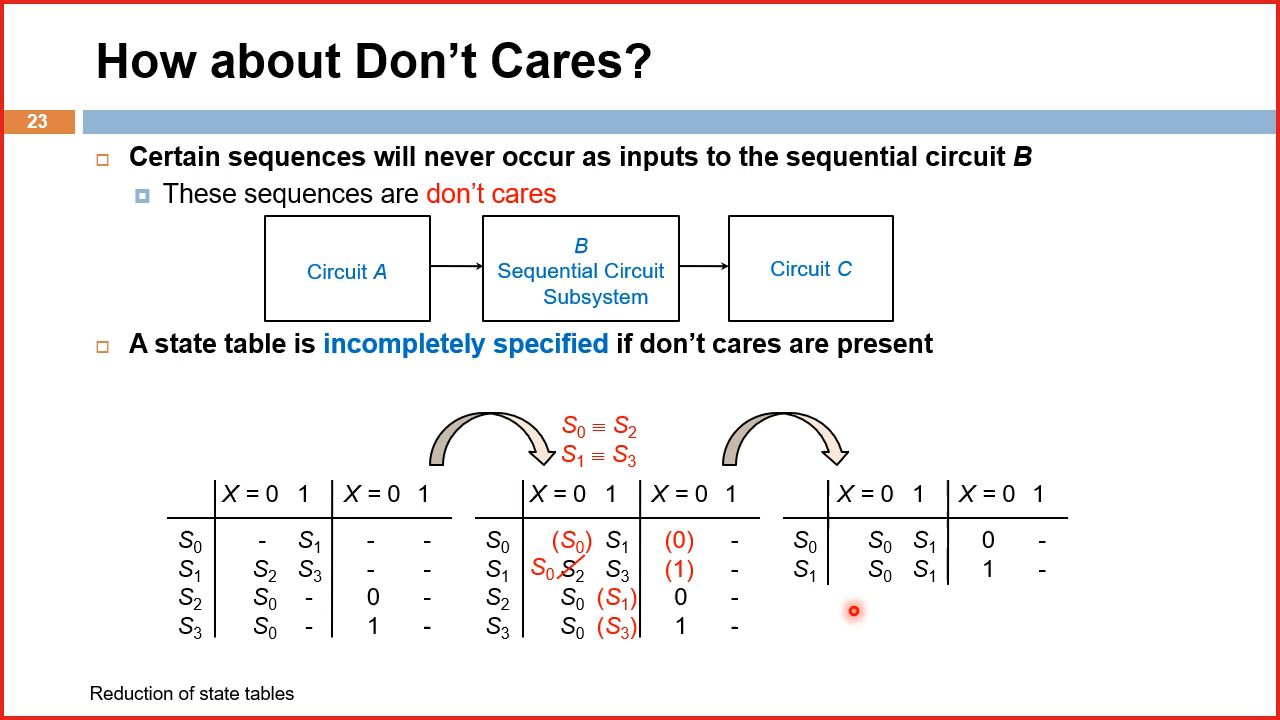 How about Don't Cares?
23
Certain sequences will never occur as inputs to the sequential circuit B
These sequences are don't cares
Circuit A
B
Sequential Circuit
Subsystem
Circuit C
A state table is incompletely specified if don't cares are present
S0 ≡ S2
S1 ≡ S3
X = 0 1 X = 0 1
S0 - S1 - -
S1 S2 S3 - -
S2 S0 - 0 -
S3 S0 - 1 -
X = 0 1 X = 0 1
S0 (S0) S1 (0) -
S1 S0 S2 S3 (1) -
S2 S0 (S1) 0 -
S3 S0 (S3) 1 -
X = 0 1 X = 0 1
S0 S0 S1 0 -
S1 S0 S1 1 -
Reduction of state tables